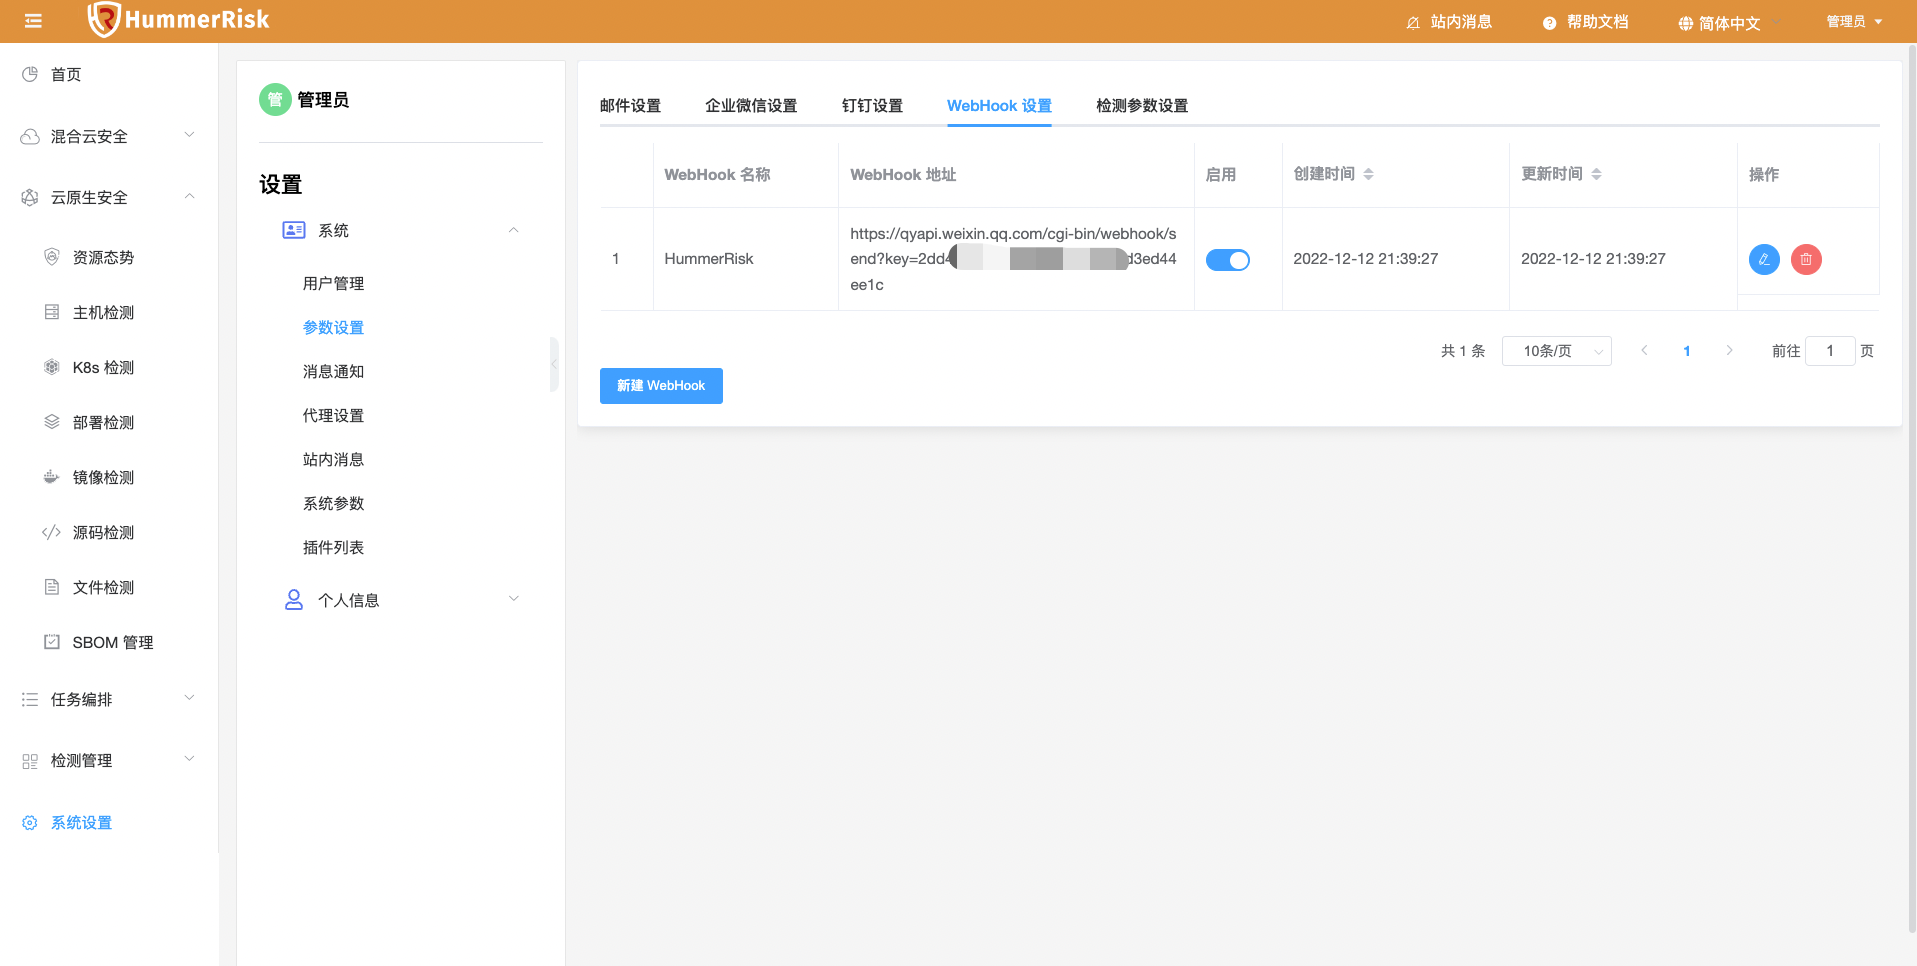 HummerRisk
站内消息
帮助文档
简体中文
管理员
首页
混合云安全
云原生安全
资源态势
主机检测
K8s 检测
部署检测
镜像检测
源码检测
文件检测
SBOM 管理
任务编排
检测管理
系统设置
管 管理员
设置
系统
用户管理
参数设置
消息通知
代理设置
站内消息
系统参数
插件列表
个人信息
邮件设置 企业微信设置 钉钉设置 WebHook 设置 检测参数设置
WebHook 名称 WebHook 地址 启用 创建时间 更新时间 操作
1 HummerRisk
https://qyapi.weixin.qq.com/cgi-bin/webhook/s
end?key=2dd4 d3ed44
ee1c
2022-12-12 21:39:27 2022-12-12 21:39:27
共 1 条 10条/页 1 前往 1 页
新建 WebHook